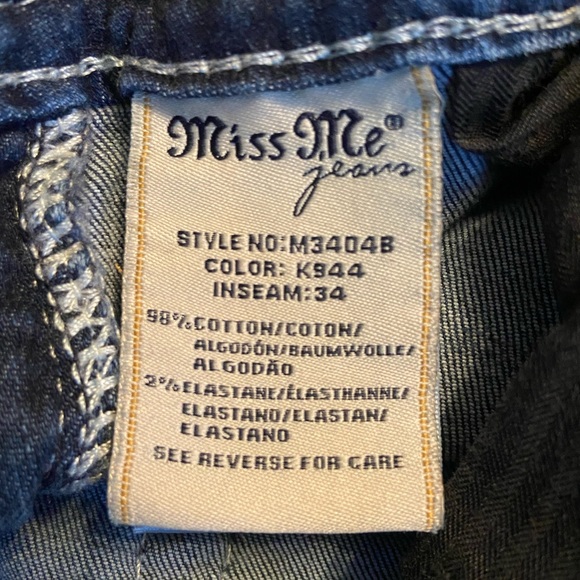 Miss Me®
jeans
STYLE NO:M3404B
COLOR: K944
INSEAM:34
98%COTTON/COTON/
ALGODÓN/BAUMWOLLE/
ALGODÃO
2%ELASTANE/ÉLASTHANNE/
ELASTANO/ELASTAN/
ELASTANO
SEE REVERSE FOR CARE